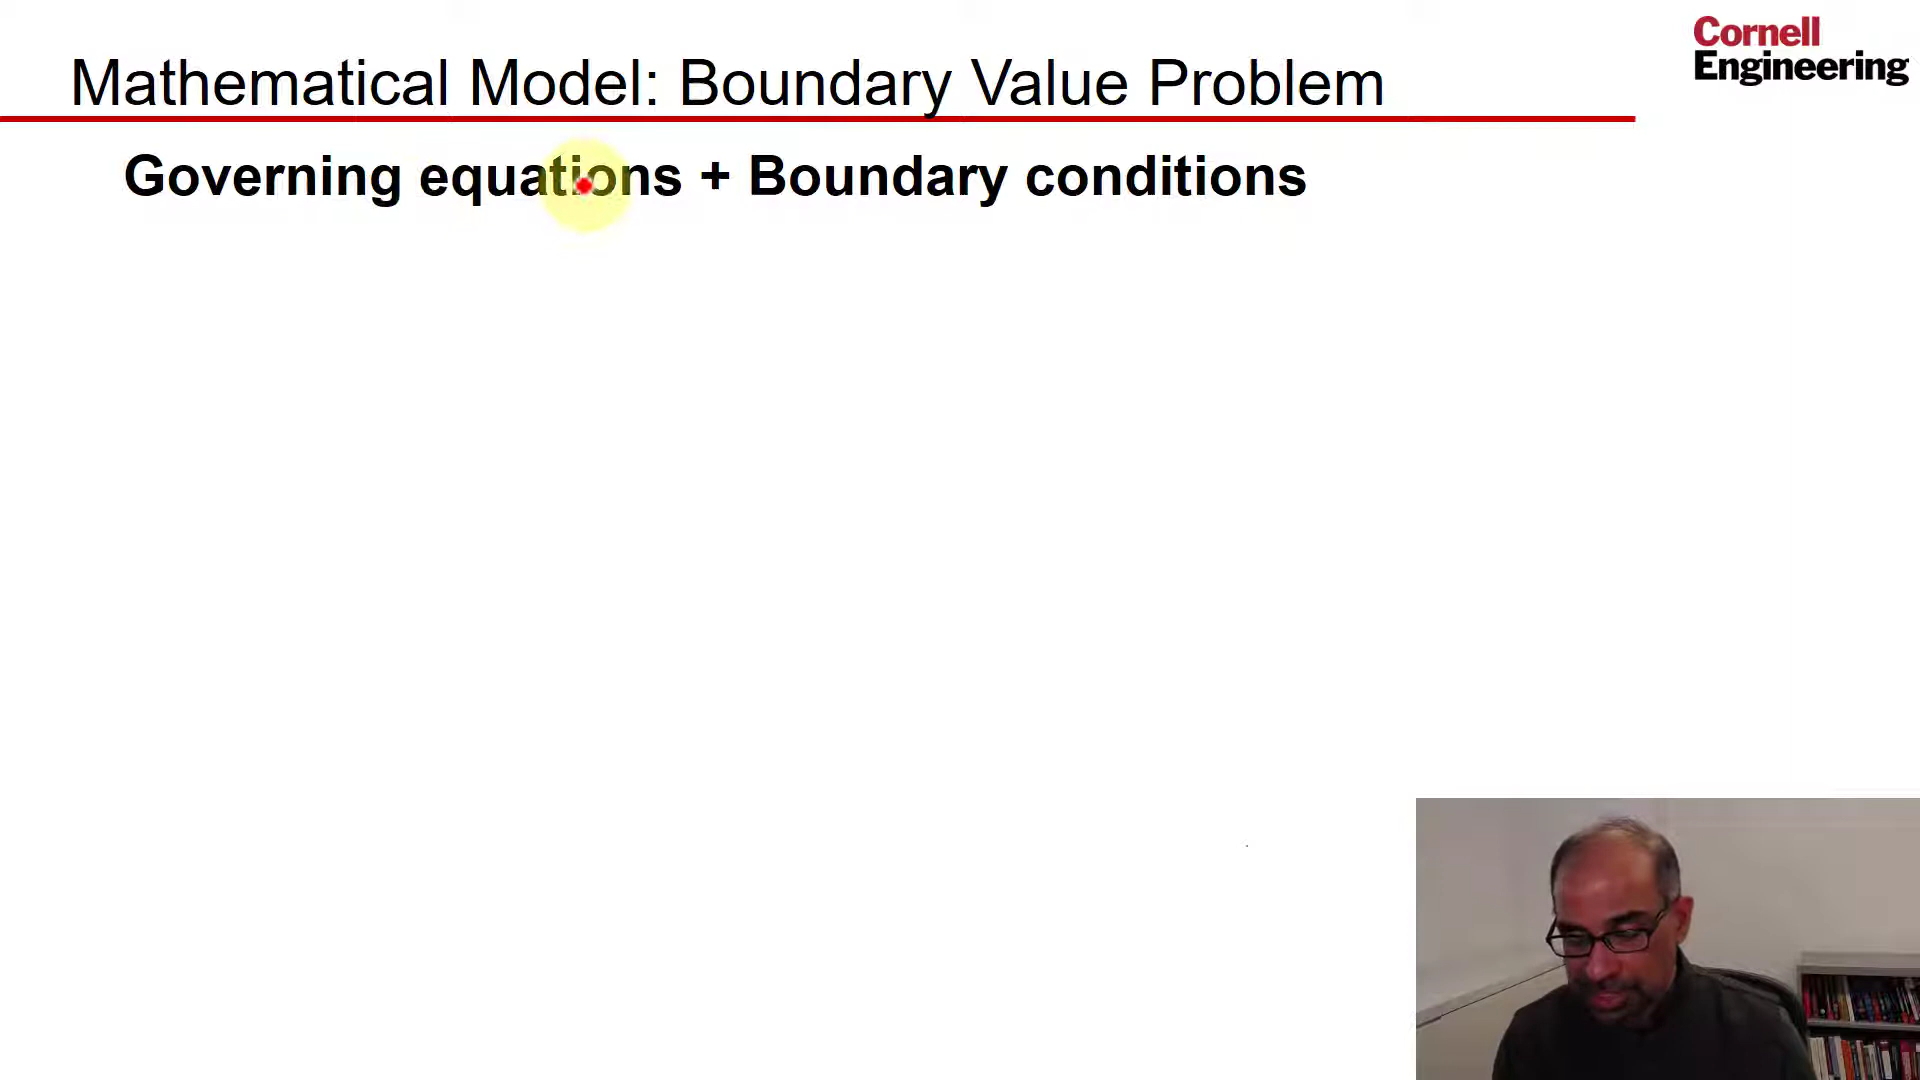 Cornell
Engineering
Mathematical Model: Boundary Value Problem
Governing equations + Boundary conditions